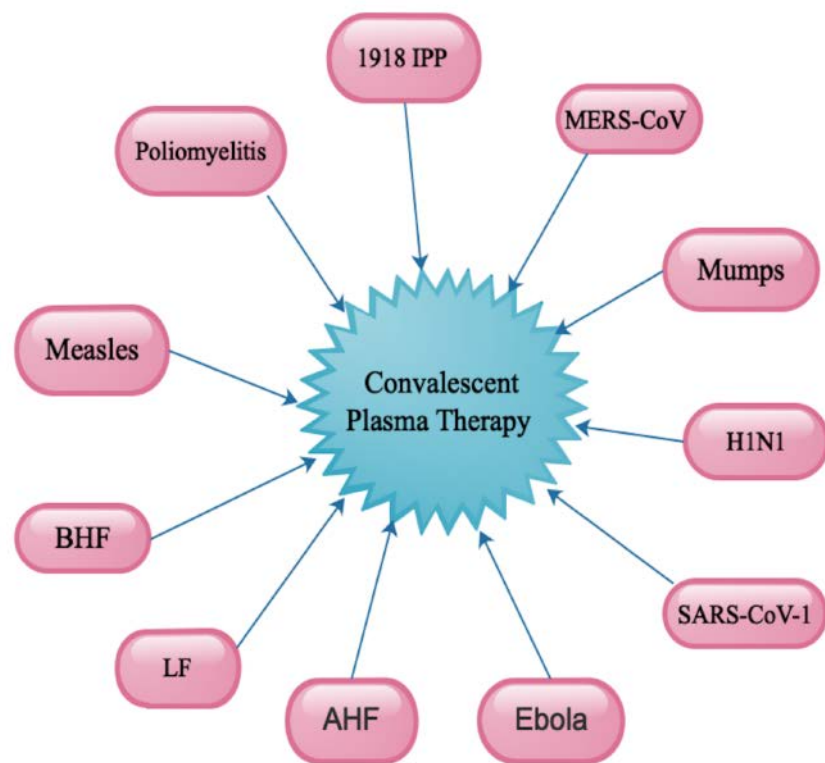 1918 IPP
MERS-CoV
Poliomyelitis
Mumps
Measles
Convalescent
Plasma Therapy
H1N1
BHF
SARS-CoV-1
LF
AHF
Ebola